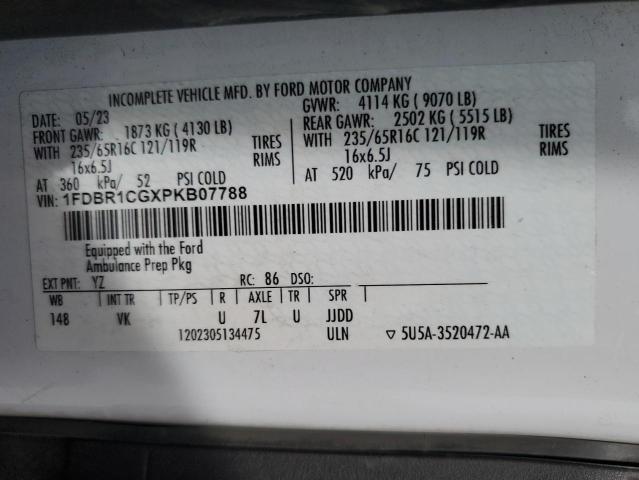 INCOMPLETE VEHICLE MFD. BY FORD MOTOR COMPANY
DATE: 05/23 GVWR: 4114 KG ( 9070 LB)
FRONT GAWR: 1873 KG ( 4130 LB) REAR GAWR: 2502 KG ( 5515 LB)
WITH 235/65R16C 121/119R TIRES WITH 235/65R16C 121/119R TIRES
16x6.5J RIMS 16x6.5J RIMS
AT 360 kPa/ 52 PSI COLD AT 520 kPa/ 75 PSI COLD
VIN: 1FDBR1CGXPKB07788
Equipped with the Ford
Ambulance Prep Pkg
EXT PNT: YZ RC: 86 DSO:
WB INT TR TP/PS R AXLE TR SPR
148 VK U 7L U JJDD
1202305134475 ULN ▽ 5U5A-3520472-AA